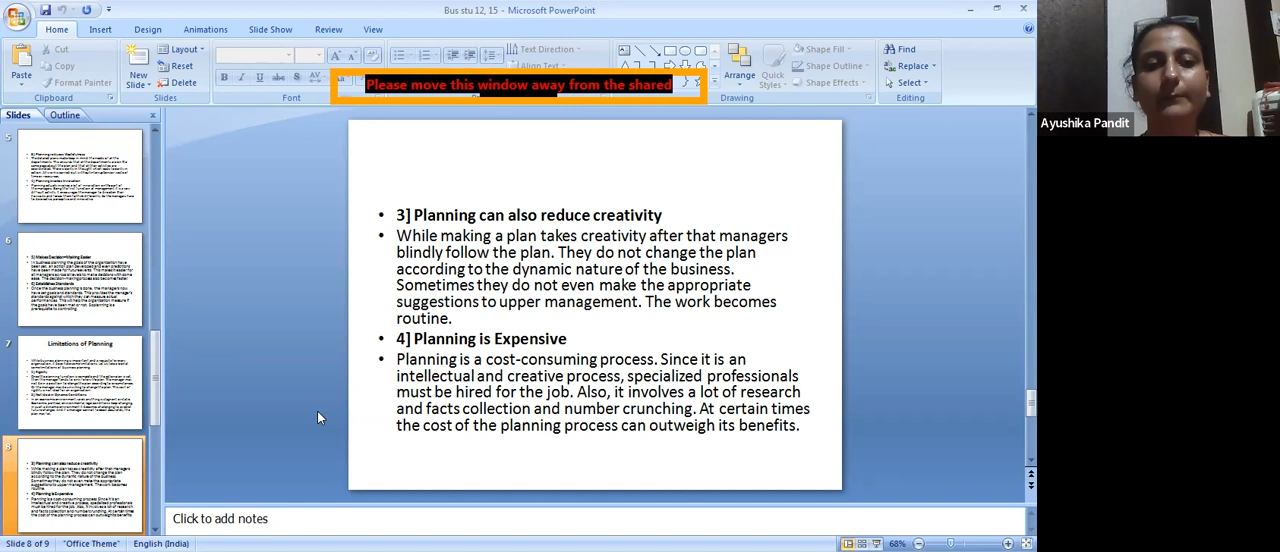 Bus stu 12, 15 - Microsoft PowerPoint
Home Insert Design Animations Slide Show Review View
Cut
Copy
Format Painter
Paste
Clipboard
New
Slide
Layout
Reset
Delete
Slides
Font
Text Direction
Align Text
Please move this window away from the shared
Arrange
Quick
Styles
Shape Fill
Shape Outline
Shape Effects
Drawing
Find
Replace
Select
Editing
Ayushika Pandit
Slides Outline
5
6
7
Limitations of Planning
8
• 3] Planning can also reduce creativity
• While making a plan takes creativity after that managers
blindly follow the plan. They do not change the plan
according to the dynamic nature of the business.
Sometimes they do not even make the appropriate
suggestions to upper management. The work becomes
routine.
• 4] Planning is Expensive
• Planning is a cost-consuming process. Since it is an
intellectual and creative process, specialized professionals
must be hired for the job. Also, it involves a lot of research
and facts collection and number crunching. At certain times
the cost of the planning process can outweigh its benefits.
Click to add notes
Slide 8 of 9 "Office Theme" English (India) 68%